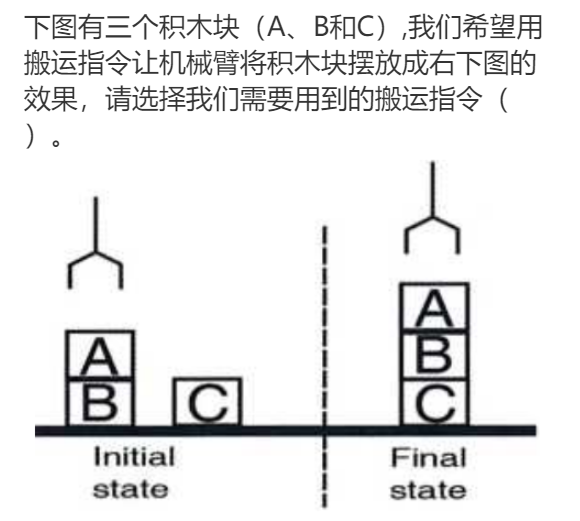 下图有三个积木块（A、B和C）,我们希望用
搬运指令让机械臂将积木块摆放成右下图的
效果，请选择我们需要用到的搬运指令（
）。
A
A
B
C
B
C
Initial
state
Final
state